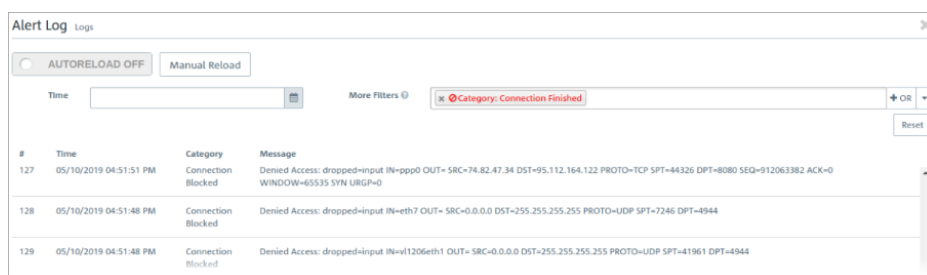 Alert Log Logs
AUTORELOAD OFF Manual Reload
Time More Filters Category: Connection Finished + OR
Reset
# Time Category Message
127 05/10/2019 04:51:51 PM Connection Blocked Denied Access: dropped=input IN=ppp0 OUT= SRC=74.82.47.34 DST=95.112.164.122 PROTO=TCP SPT=44326 DPT=8080 SEQ=912063382 ACK=0
WINDOW=65535 SYN URGP=0
128 05/10/2019 04:51:48 PM Connection Blocked Denied Access: dropped=input IN=eth7 OUT= SRC=0.0.0.0 DST=255.255.255.255 PROTO=UDP SPT=7246 DPT=4944
129 05/10/2019 04:51:48 PM Connection Blocked Denied Access: dropped=input IN=vl1206eth1 OUT= SRC=0.0.0.0 DST=255.255.255.255 PROTO=UDP SPT=41961 DPT=4944